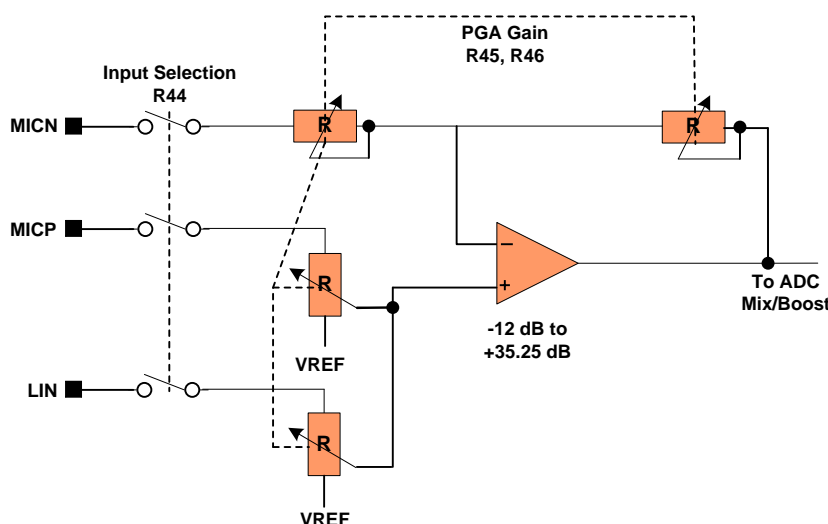 PGA Gain
R45, R46
Input Selection
R44
MICN
R
R
MICP
R
−
+
To ADC
Mix/Boost
-12 dB to
+35.25 dB
VREF
LIN
R
VREF